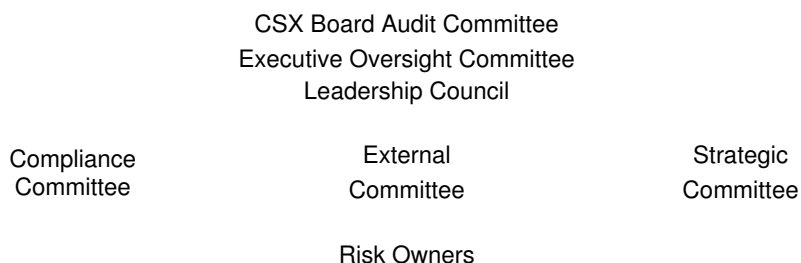 CSX Board Audit Committee
Executive Oversight Committee
Leadership Council
Compliance
Committee
External
Committee
Strategic
Committee
Risk Owners